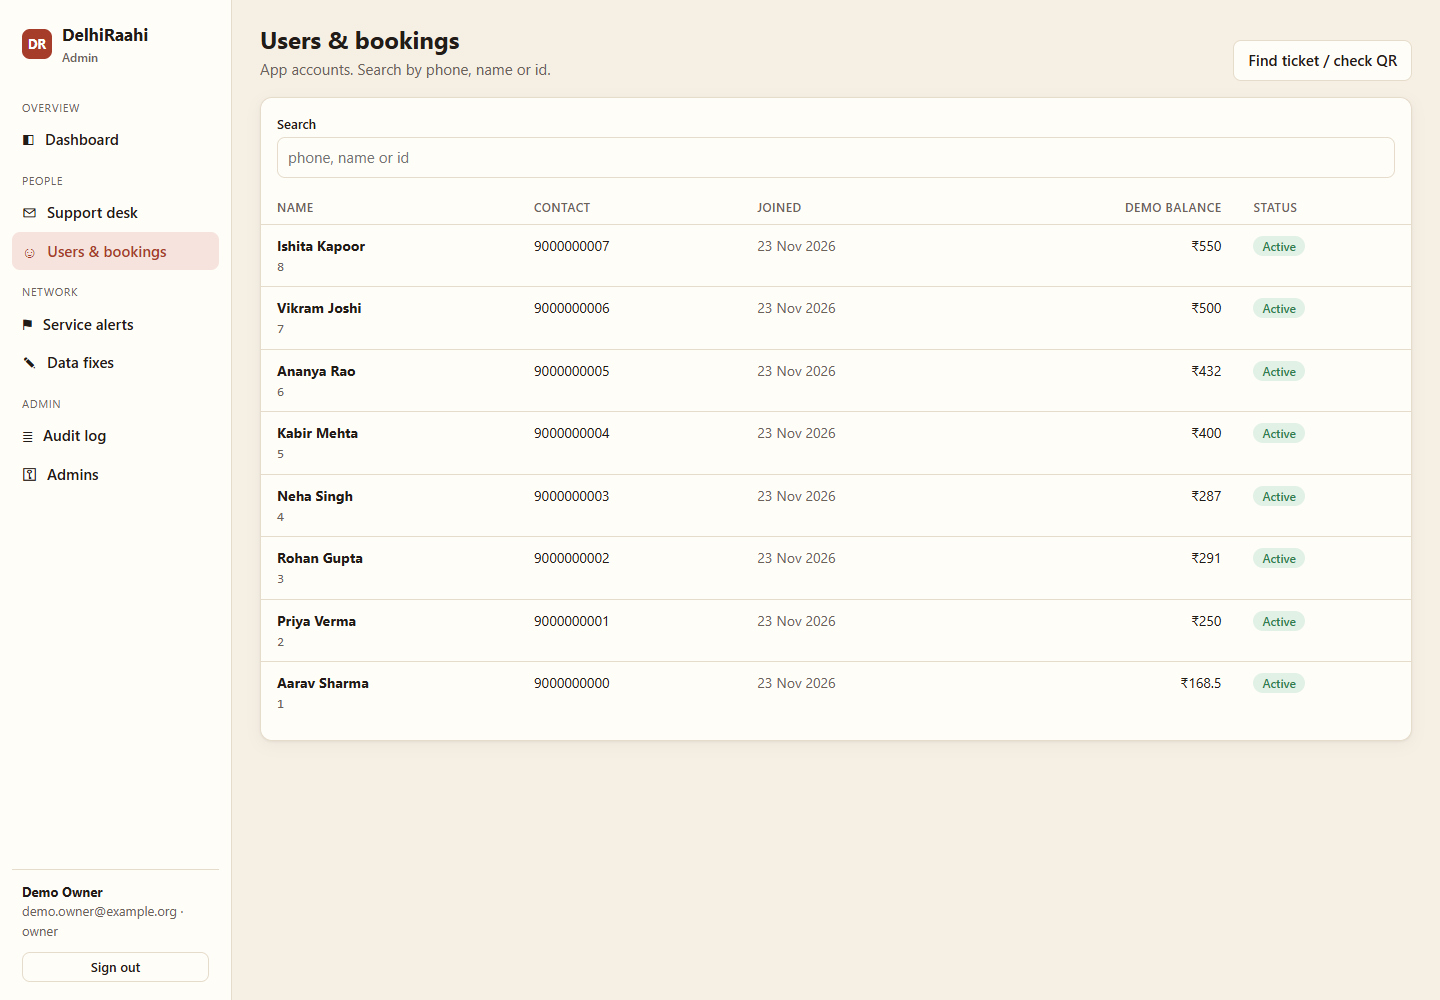 DR
DelhiRaahi
Admin
OVERVIEW
Dashboard
PEOPLE
Support desk
Users & bookings
NETWORK
Service alerts
Data fixes
ADMIN
Audit log
Admins
Demo Owner
demo.owner@example.org ·
owner
Sign out
Users & bookings
App accounts. Search by phone, name or id.
Find ticket / check QR
Search
phone, name or id
NAME CONTACT JOINED DEMO BALANCE STATUS
Ishita Kapoor 9000000007 23 Nov 2026 ₹550 Active
8
Vikram Joshi 9000000006 23 Nov 2026 ₹500 Active
7
Ananya Rao 9000000005 23 Nov 2026 ₹432 Active
6
Kabir Mehta 9000000004 23 Nov 2026 ₹400 Active
5
Neha Singh 9000000003 23 Nov 2026 ₹287 Active
4
Rohan Gupta 9000000002 23 Nov 2026 ₹291 Active
3
Priya Verma 9000000001 23 Nov 2026 ₹250 Active
2
Aarav Sharma 9000000000 23 Nov 2026 ₹168.5 Active
1